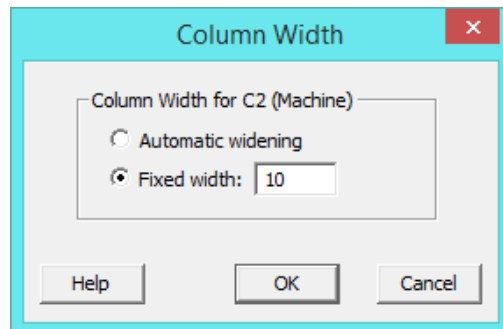 Column Width
Column Width for C2 (Machine)
Automatic widening
Fixed width: 10
Help OK Cancel